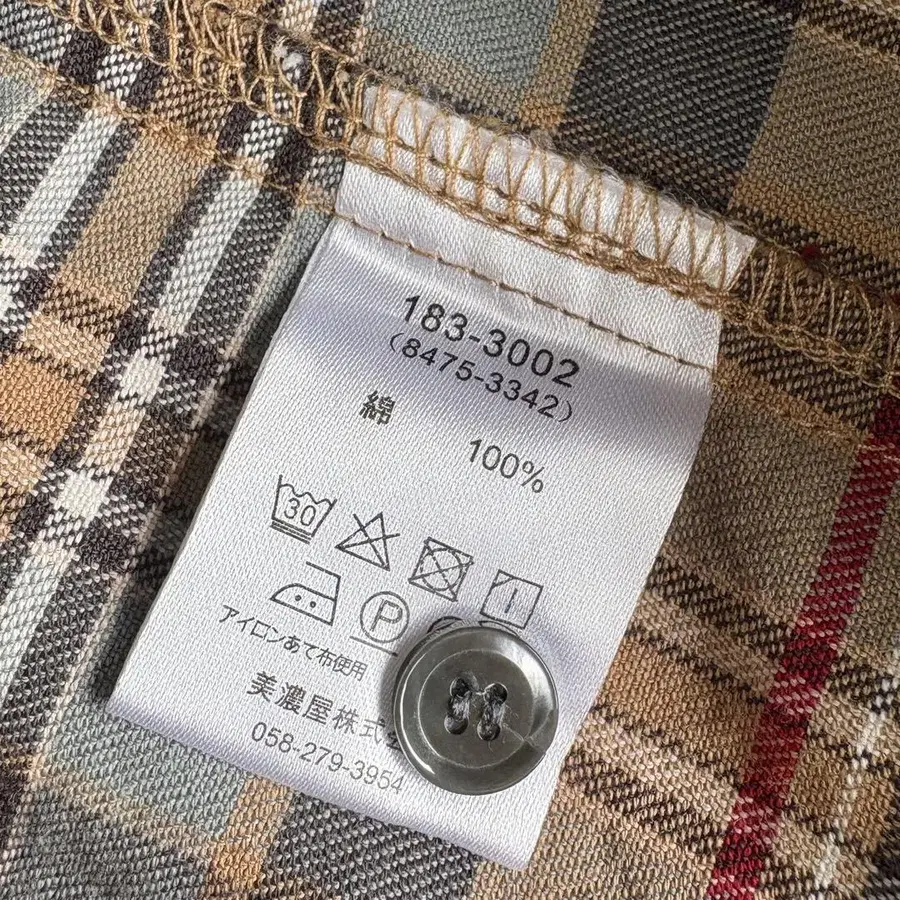 183-3002
(8475-3342)
綿 100%
30
P
アイロンあて布使用
美濃屋株式
058-279-3954